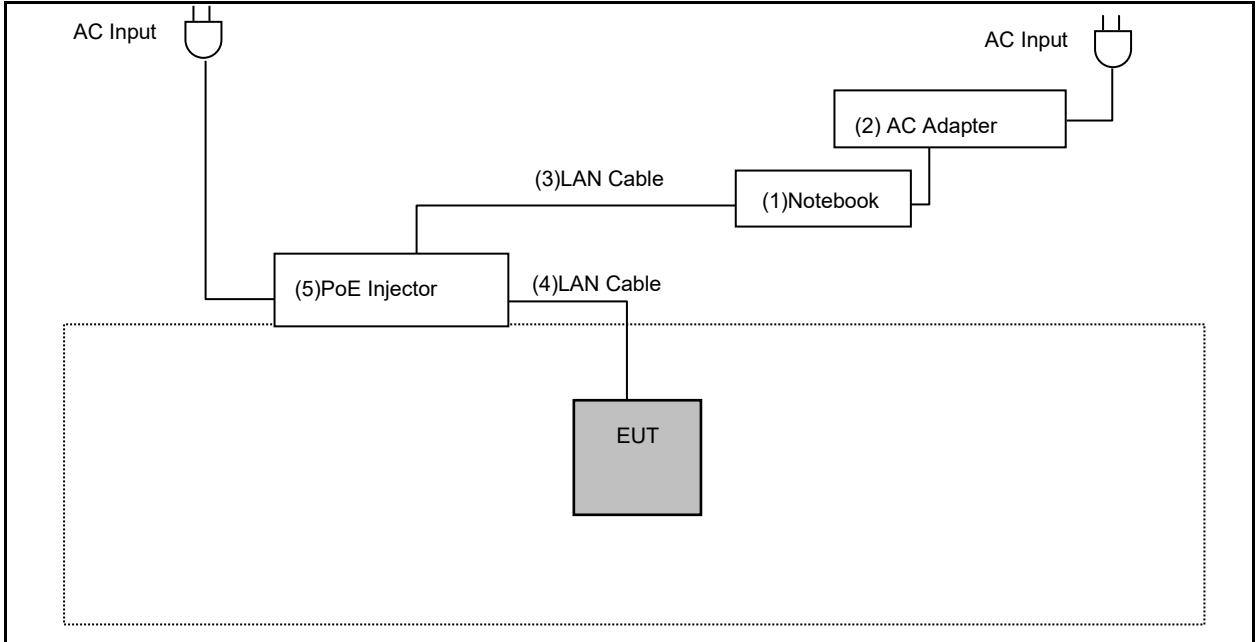 AC Input
AC Input
(2) AC Adapter
(3)LAN Cable
(1)Notebook
(5)PoE Injector
(4)LAN Cable
EUT